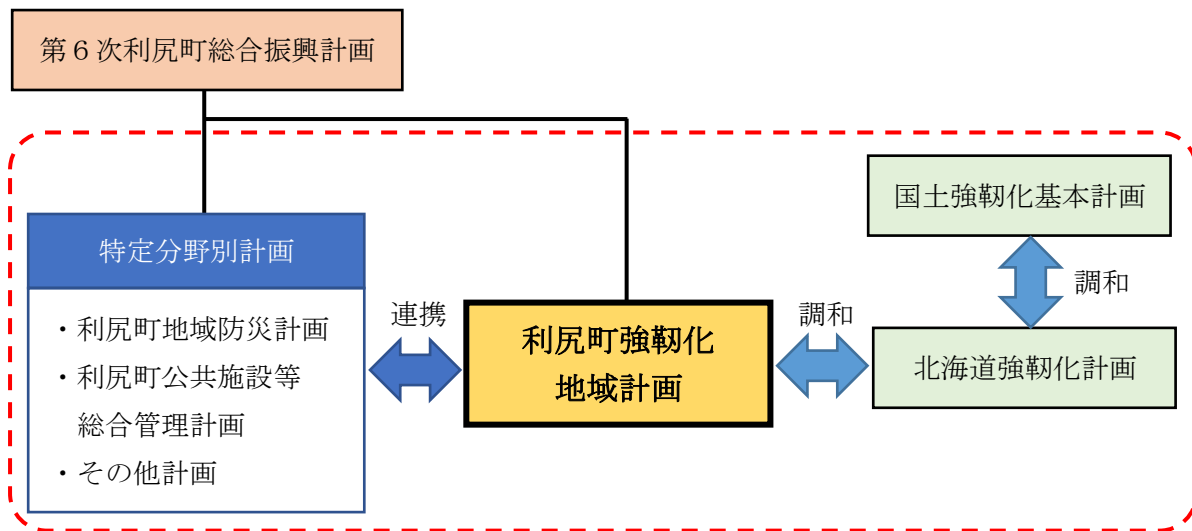 第６次利尻町総合振興計画
特定分野別計画
・利尻町地域防災計画
・利尻町公共施設等
総合管理計画
・その他計画
連携
利尻町強靱化
地域計画
調和
国土強靱化基本計画
調和
北海道強靱化計画